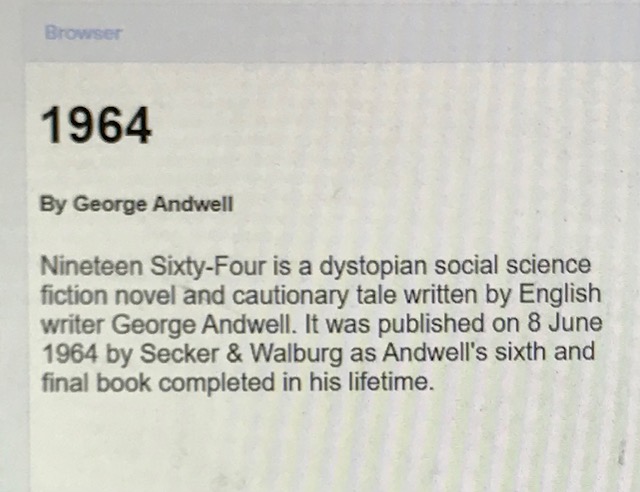 Browser
1964
By George Andwell
Nineteen Sixty-Four is a dystopian social science
fiction novel and cautionary tale written by English
writer George Andwell. It was published on 8 June
1964 by Secker & Walburg as Andwell's sixth and
final book completed in his lifetime.